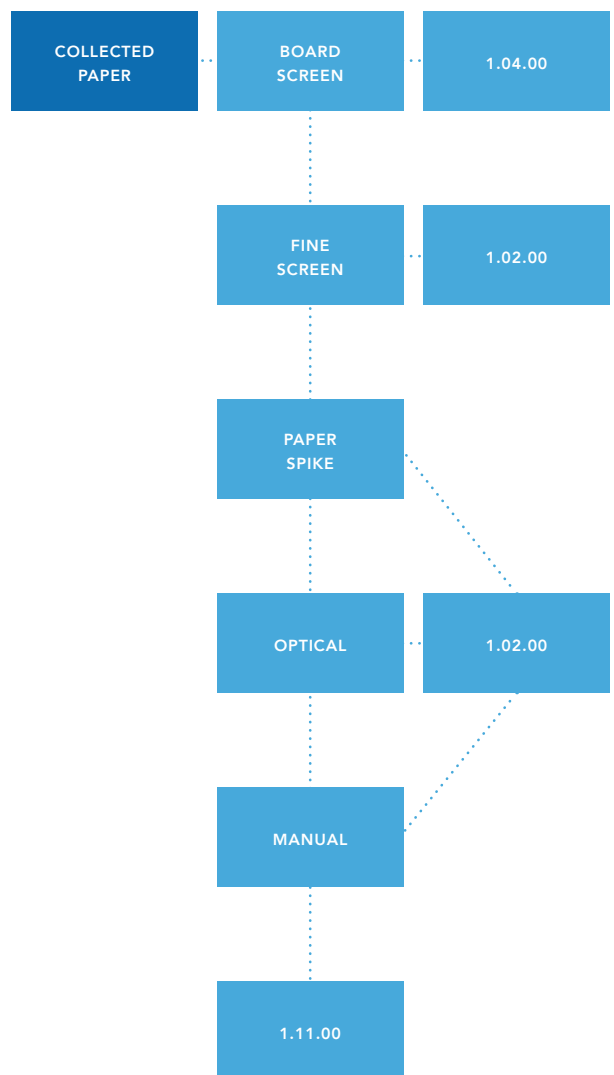 COLLECTED
PAPER
BOARD
SCREEN
1.04.00
FINE
SCREEN
1.02.00
PAPER
SPIKE
OPTICAL
1.02.00
MANUAL
1.11.00